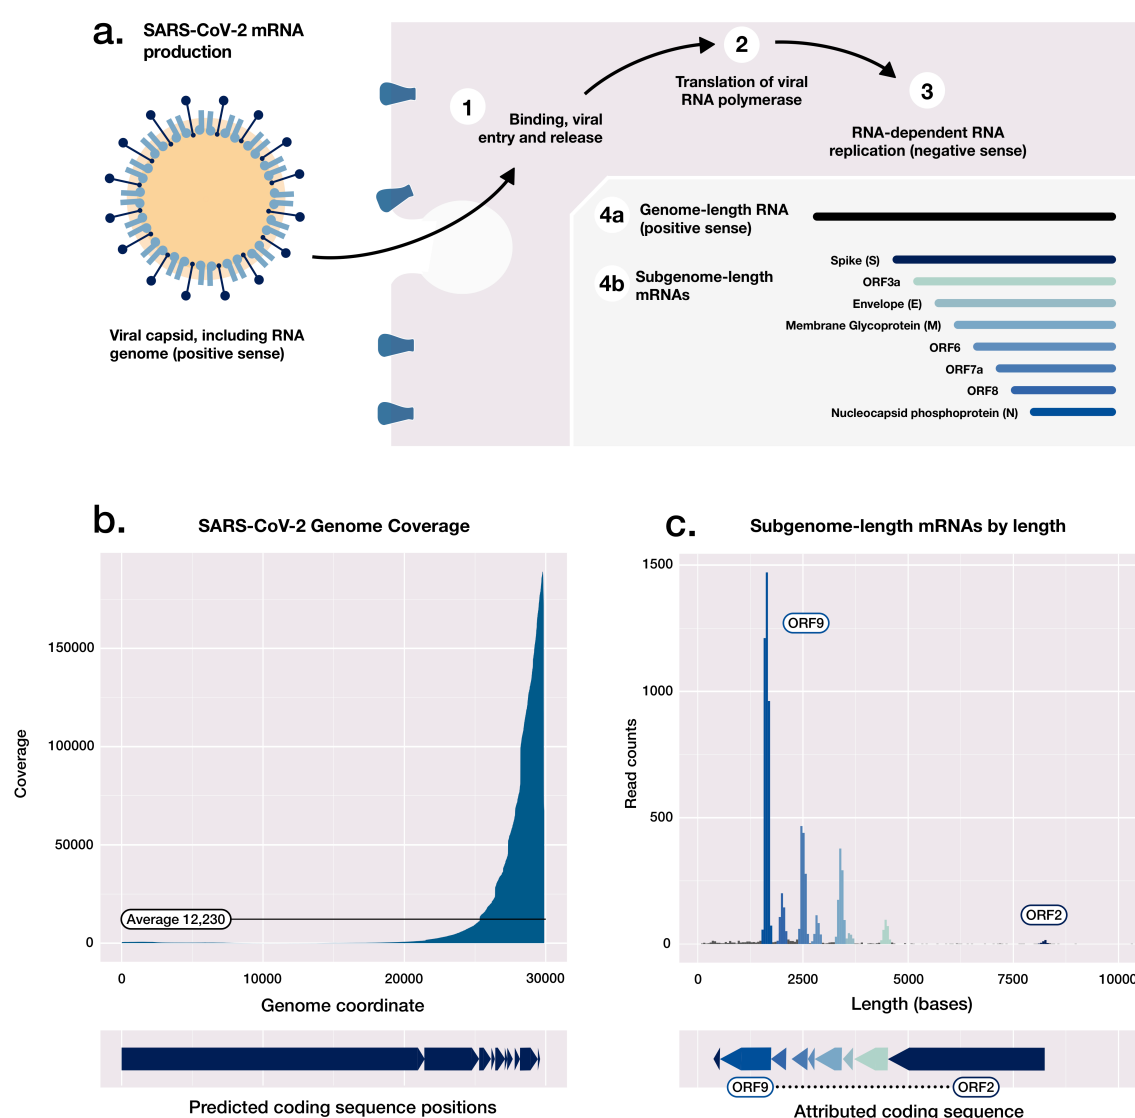 a.
SARS-CoV-2 mRNA
production
Viral capsid, including RNA
genome (positive sense)
1
Binding, viral
entry and release
2
Translation of viral
RNA polymerase
3
RNA-dependent RNA
replication (negative sense)
4a
Genome-length RNA
(positive sense)
4b
Subgenome-length
mRNAs
Spike (S)
ORF3a
Envelope (E)
Membrane Glycoprotein (M)
ORF6
ORF7a
ORF8
Nucleocapsid phosphoprotein (N)
b.
SARS-CoV-2 Genome Coverage
Coverage
150000
100000
50000
0
Average 12,230
0 10000 20000 30000
Genome coordinate
Predicted coding sequence positions
c.
Subgenome-length mRNAs by length
Read counts
1500
1000
500
0
ORF9
ORF2
0 2500 5000 7500 10000
Length (bases)
ORF9 ORF2
Attributed coding sequence